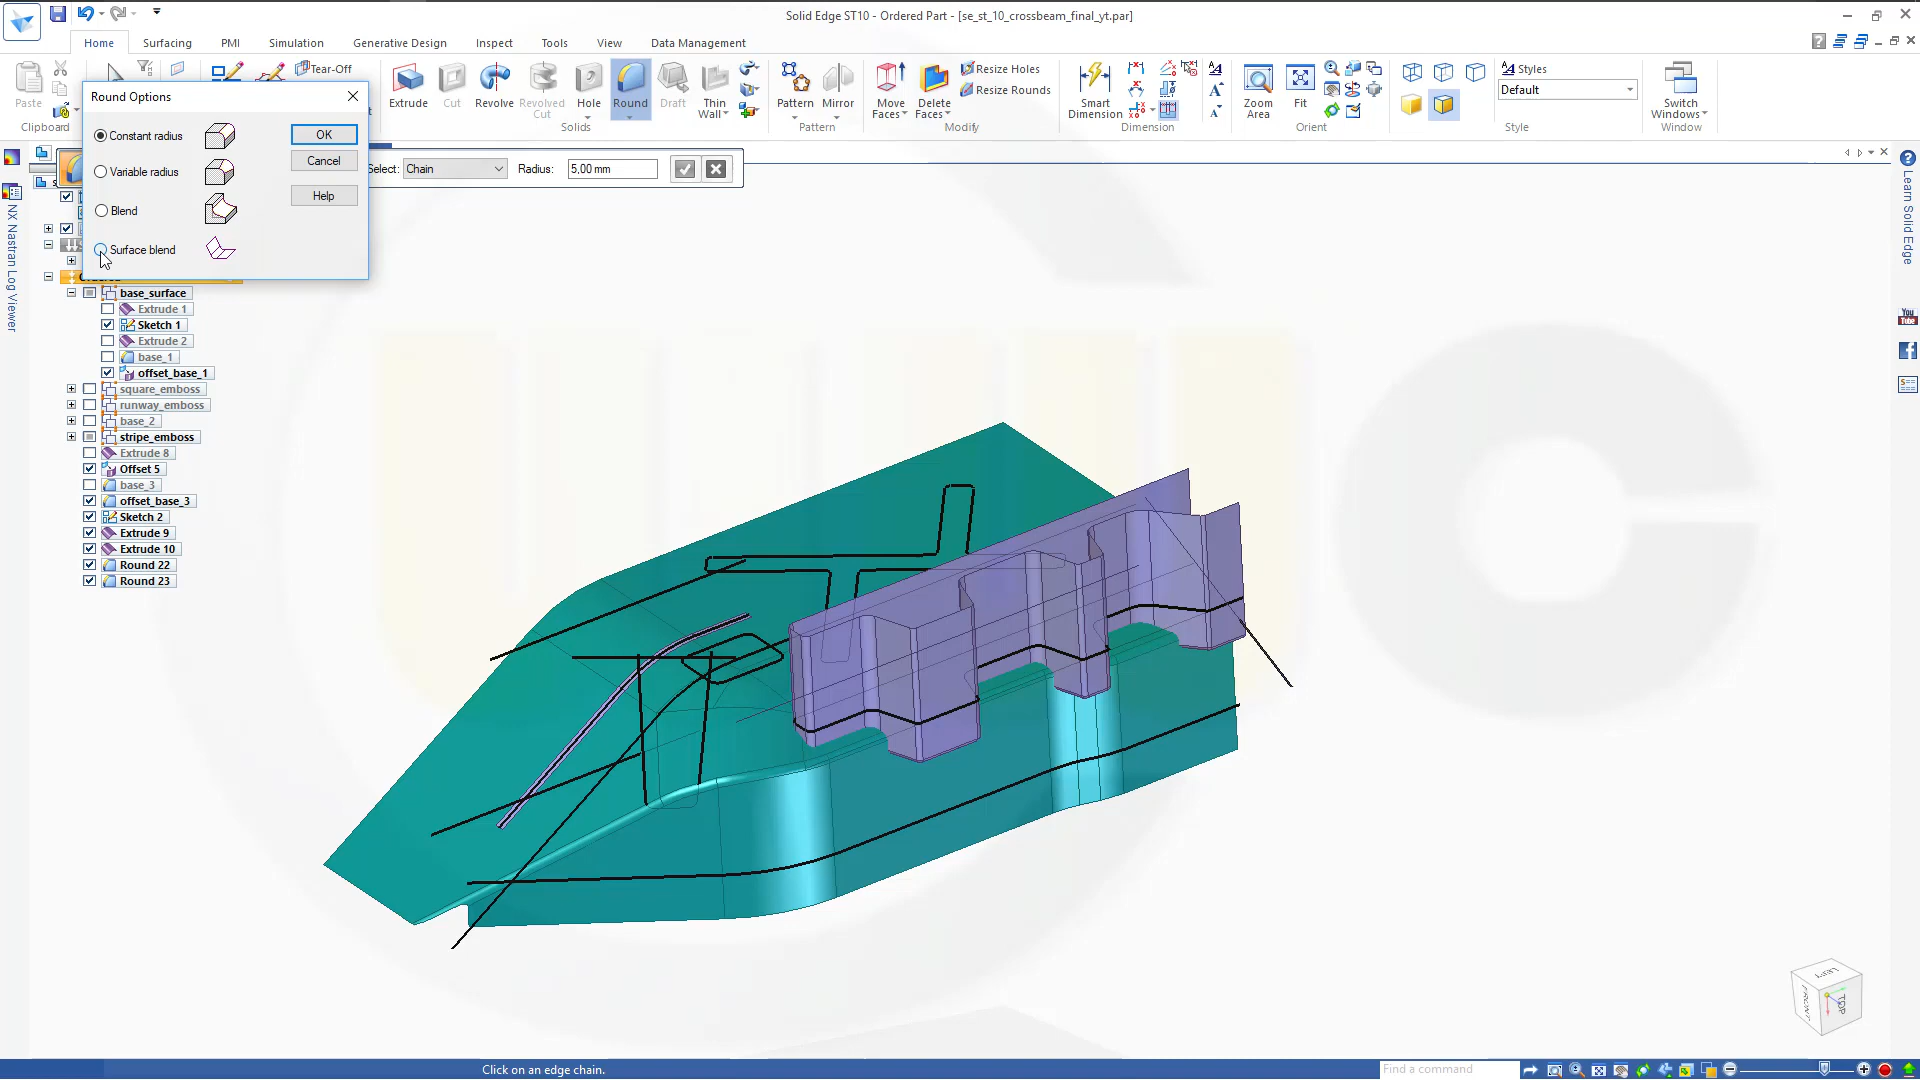 Solid Edge ST10 - Ordered Part - [se_st_10_crossbeam_final_yt.par]
Home
Surfacing
PMI
Simulation
Generative Design
Inspect
Tools
View
Data Management
Paste
Clipboard
Tear-Off
Extrude
Cut
Revolve
Revolved
Cut
Hole
Round
Draft
Thin
Wall
Solids
Pattern
Mirror
Pattern
Move
Faces
Delete
Faces
Resize Holes
Resize Rounds
Modify
Smart
Dimension
Dimension
Zoom
Area
Fit
Orient
Styles
Default
Style
Switch
Windows
Window
Round Options
Constant radius
OK
Cancel
Variable radius
Help
Blend
Surface blend
Select:
Chain
Radius:
5,00 mm
base_surface
Extrude 1
Sketch 1
Extrude 2
base_1
offset_base_1
square_emboss
runway_emboss
base_2
stripe_emboss
Extrude 8
Offset 5
base_3
offset_base_3
Sketch 2
Extrude 9
Extrude 10
Round 22
Round 23
NX Nastran Log Viewer
Learn Solid Edge
You
Tube
LEFT
FRONT
TOP
Click on an edge chain.
Find a command